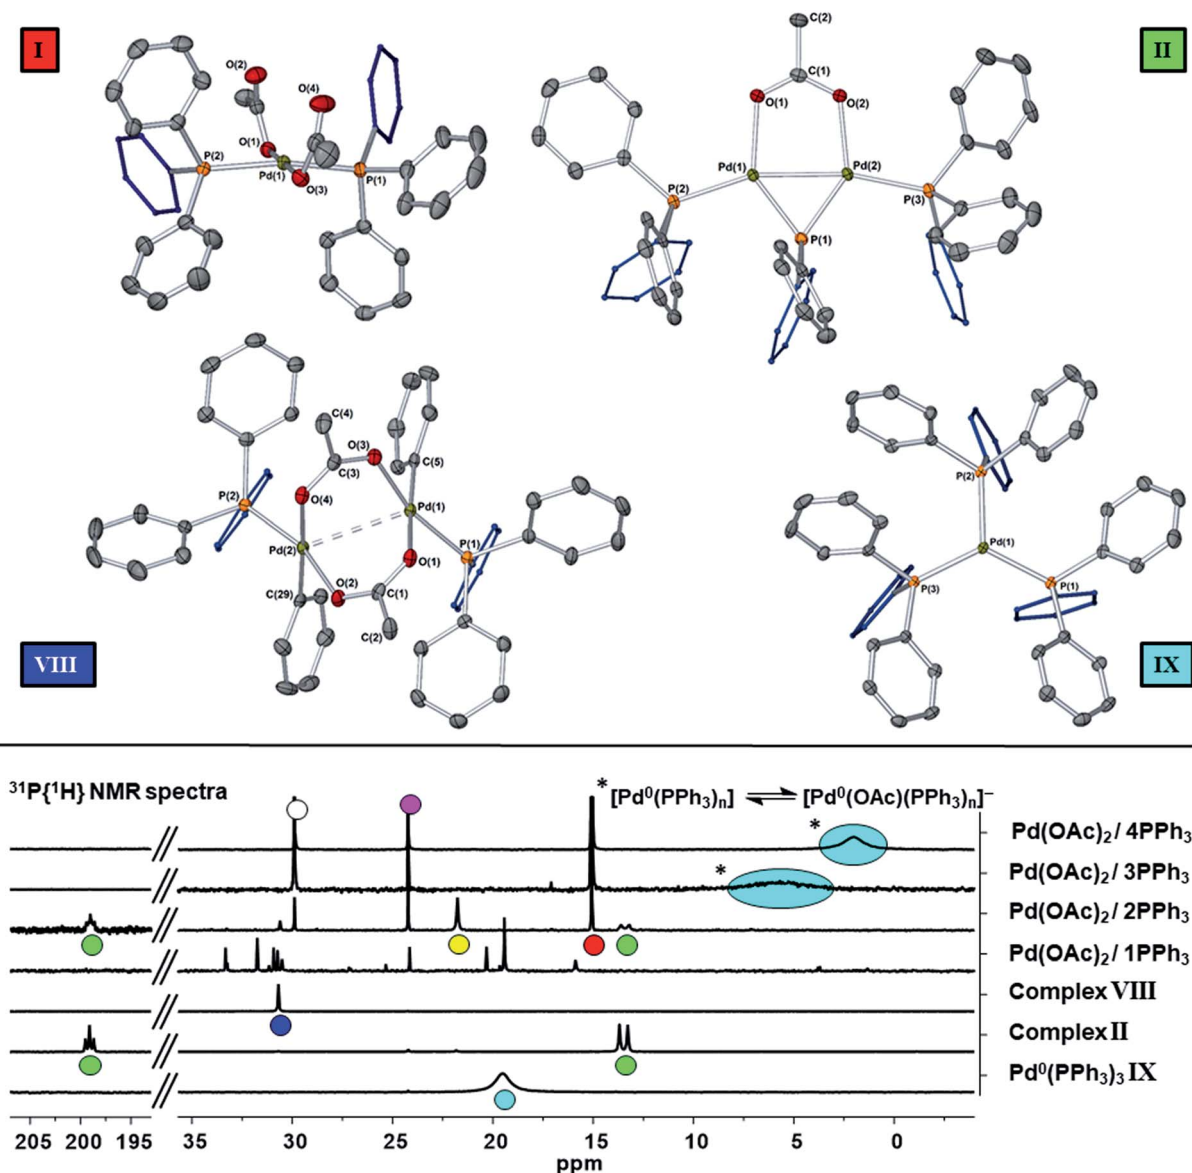 I
O(2)
O(4)
O(1)
P(2)
Pd(1)
O(3)
P(1)
II
C(2)
C(1)
O(1)
O(2)
Pd(1)
Pd(2)
P(2)
P(3)
P(1)
VIII
C(4)
O(3)
C(3)
C(5)
P(2)
O(4)
Pd(1)
Pd(2)
O(1)
P(1)
O(2)
C(29)
C(1)
C(2)
IX
P(2)
Pd(1)
P(3)
P(1)
³¹P{¹H} NMR spectra
* [Pd⁰(PPh₃)ₙ] ⇌ [Pd⁰(OAc)(PPh₃)ₙ]⁻
* Pd(OAc)₂ / 4PPh₃
* Pd(OAc)₂ / 3PPh₃
Pd(OAc)₂ / 2PPh₃
Pd(OAc)₂ / 1PPh₃
Complex VIII
Complex II
Pd⁰(PPh₃)₃ IX
205 200 195 35 30 25 20 15 10 5 0
ppm